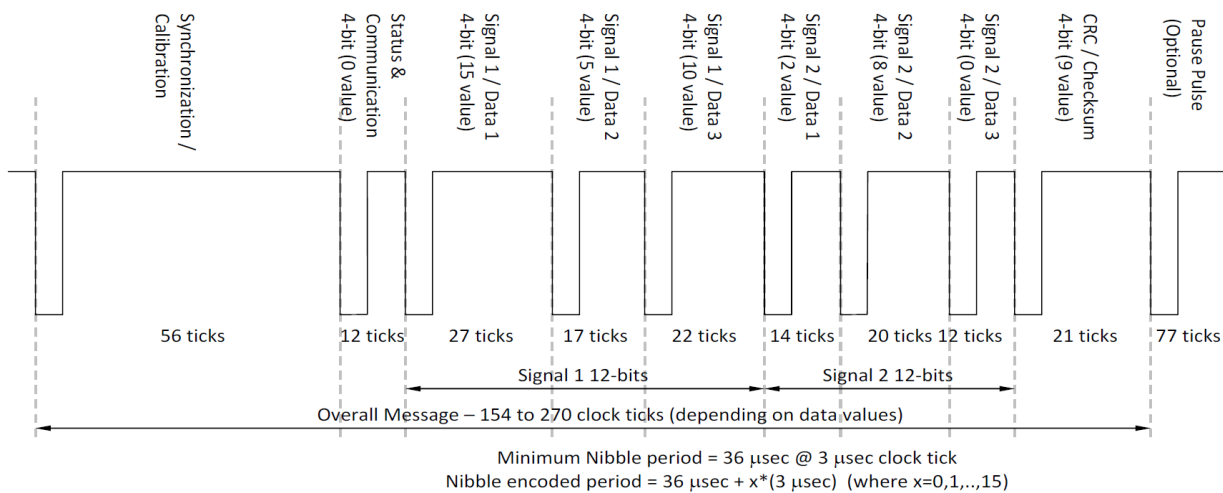 Synchronization /
Calibration
Status &
Communication
4-bit (0 value)
Signal 1 / Data 1
4-bit (15 value)
Signal 1 / Data 2
4-bit (5 value)
Signal 1 / Data 3
4-bit (10 value)
Signal 2 / Data 1
4-bit (2 value)
Signal 2 / Data 2
4-bit (8 value)
Signal 2 / Data 3
4-bit (0 value)
CRC / Checksum
4-bit (9 value)
Pause Pulse
(Optional)
56 ticks
12 ticks
27 ticks
17 ticks
22 ticks
14 ticks
20 ticks
12 ticks
21 ticks
77 ticks
Signal 1 12-bits
Signal 2 12-bits
Overall Message – 154 to 270 clock ticks (depending on data values)
Minimum Nibble period = 36 μsec @ 3 μsec clock tick
Nibble encoded period = 36 μsec + x*(3 μsec) (where x=0,1,..,15)